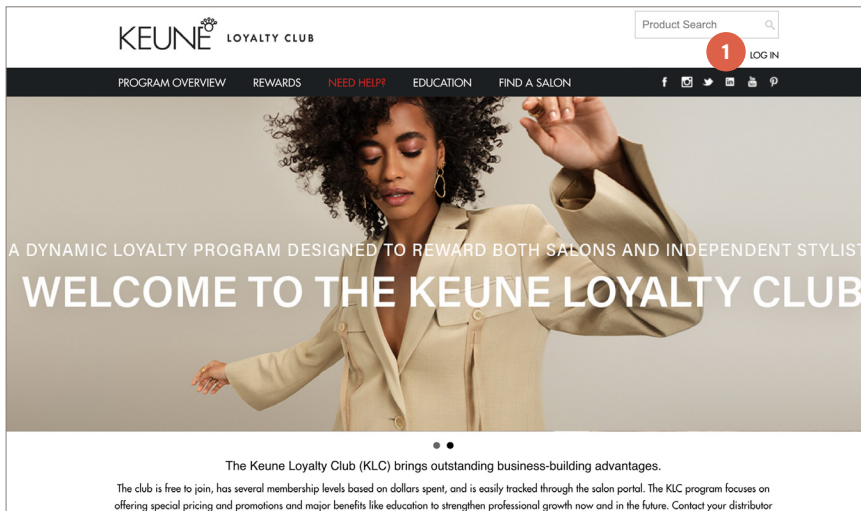 KEUNE LOYALTY CLUB
Product Search
1 LOG IN
PROGRAM OVERVIEW REWARDS NEED HELP? EDUCATION FIND A SALON
A DYNAMIC LOYALTY PROGRAM DESIGNED TO REWARD BOTH SALONS AND INDEPENDENT STYLIST
WELCOME TO THE KEUNE LOYALTY CLUB
The Keune Loyalty Club (KLC) brings outstanding business-building advantages.
The club is free to join, has several membership levels based on dollars spent, and is easily tracked through the salon portal. The KLC program focuses on
offering special pricing and promotions and major benefits like education to strengthen professional growth now and in the future. Contact your distributor